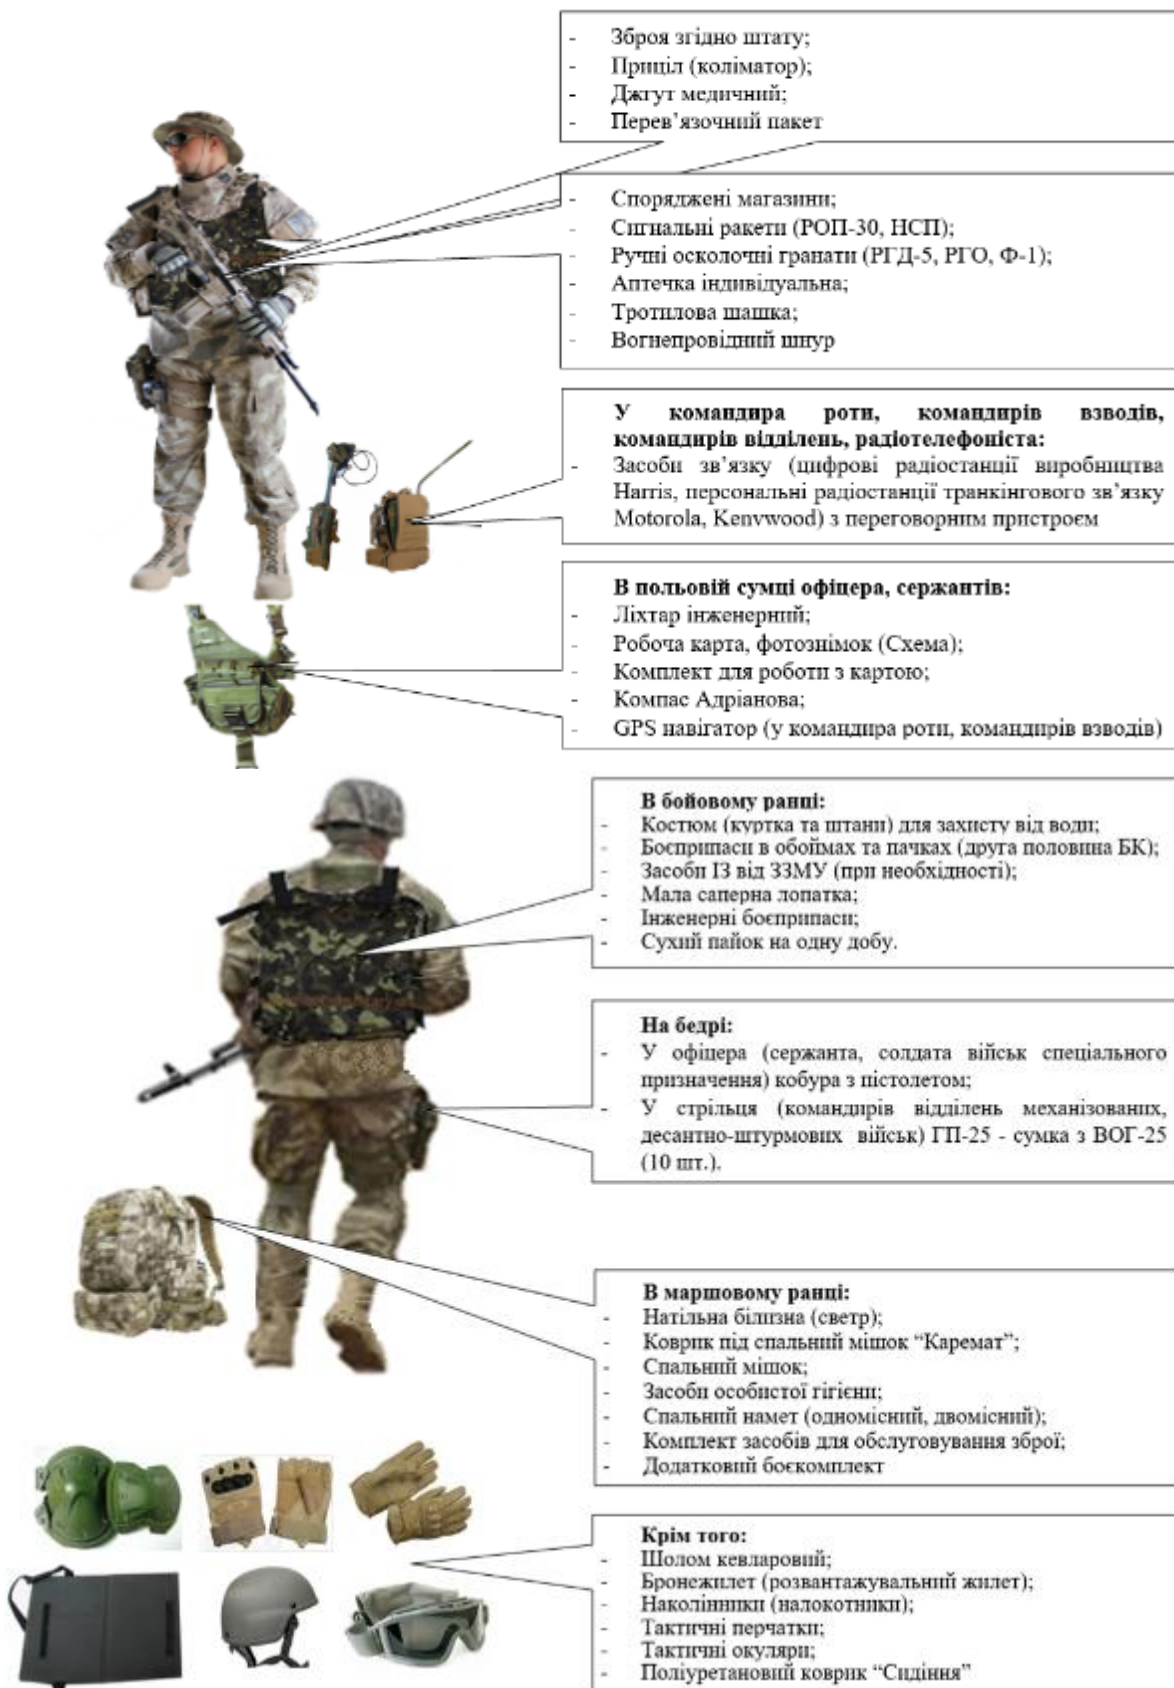 - Зброя згідно штату;
- Приціл (коліматор);
- Джгут медичний;
- Перев’язочний пакет
- Споряджені магазини;
- Сигнальні ракети (РОП-30, НСП);
- Ручні осколочні гранати (РГД-5, РГО, Ф-1);
- Аптечка індивідуальна;
- Тротилова шашка;
- Вогнепровідний шнур
У командира роти, командирів взводів,
командирів відділень, радіотелефоніста:
- Засоби зв’язку (цифрові радіостанції виробництва
Harris, персональні радіостанції транкінгового зв’язку
Motorola, Kenvwood) з переговорним пристроєм
В польовій сумці офіцера, сержантів:
- Ліхтар інженерний;
- Робоча карта, фотознімок (Схема);
- Комплект для роботи з картою;
- Компас Адріанова;
- GPS навігатор (у командира роти, командирів взводів)
В бойовому ранці:
- Костюм (куртка та штани) для захисту від води;
- Боєприпаси в обоймах та пачках (друга половина БК);
- Засоби ІЗ від ЗЗМУ (при необхідності);
- Мала саперна лопатка;
- Інженерні боєприпаси;
- Сухий пайок на одну добу.
На бедрі:
- У офіцера (сержанта, солдата військ спеціального
призначення) кобура з пістолетом;
- У стрільця (командирів відділень механізованих,
десантно-штурмових військ) ГП-25 - сумка з ВОГ-25
(10 шт.).
В маршовому ранці:
- Натільна білизна (светр);
- Коврик під спальний мішок “Каремат”;
- Спальний мішок;
- Засоби особистої гігієни;
- Спальний намет (одномісний, двомісний);
- Комплект засобів для обслуговування зброї;
- Додатковий боєкомплект
Крім того:
- Шолом кевларовий;
- Бронежилет (розвантажувальний жилет);
- Наколінники (налокотники);
- Тактичні перчатки;
- Тактичні окуляри;
- Поліуретановий коврик “Сидіння”